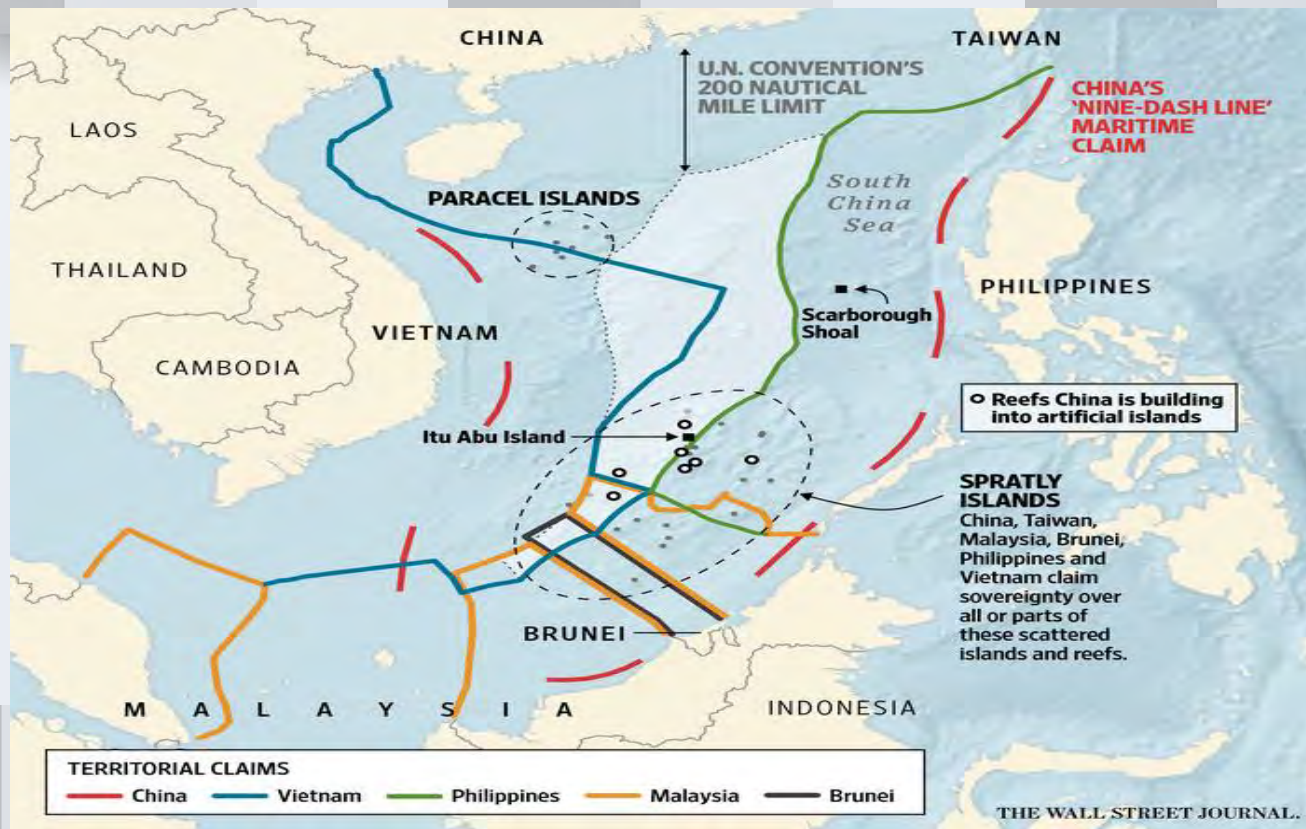 CHINA
TAIWAN
U.N. CONVENTION'S
200 NAUTICAL
MILE LIMIT
CHINA'S
'NINE-DASH LINE'
MARITIME
CLAIM
LAOS
PARACEL ISLANDS
South
China
Sea
THAILAND
PHILIPPINES
Scarborough
Shoal
VIETNAM
CAMBODIA
Reefs China is building
into artificial islands
Itu Abu Island
SPRATLY
ISLANDS
China, Taiwan,
Malaysia, Brunei,
Philippines and
Vietnam claim
sovereignty over
all or parts of
these scattered
islands and reefs.
BRUNEI
MALAYSIA
INDONESIA
TERRITORIAL CLAIMS
China Vietnam Philippines Malaysia Brunei
THE WALL STREET JOURNAL.